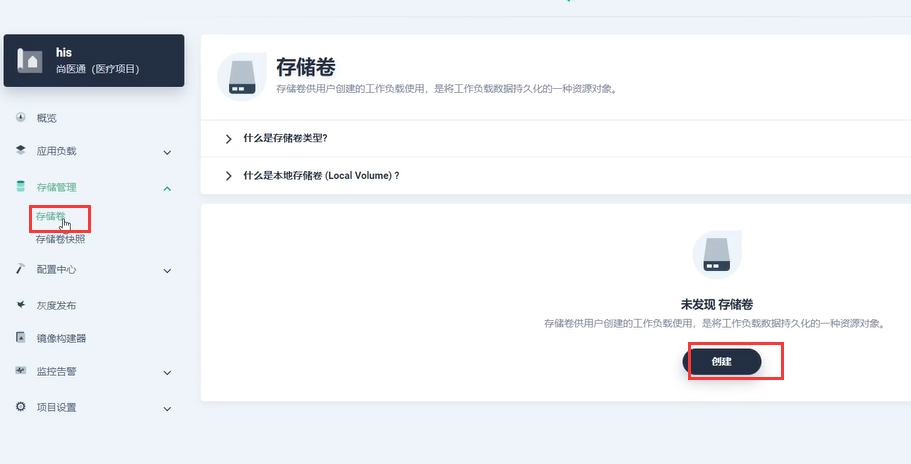 his
尚医通（医疗项目）
概览
应用负载
存储管理
存储卷
存储卷快照
配置中心
灰度发布
镜像构建器
监控告警
项目设置
存储卷
存储卷供用户创建的工作负载使用，是将工作负载数据持久化的一种资源对象。
什么是存储卷类型?
什么是本地存储卷 (Local Volume) ?
未发现 存储卷
存储卷供用户创建的工作负载使用，是将工作负载数据持久化的一种资源对象。
创建